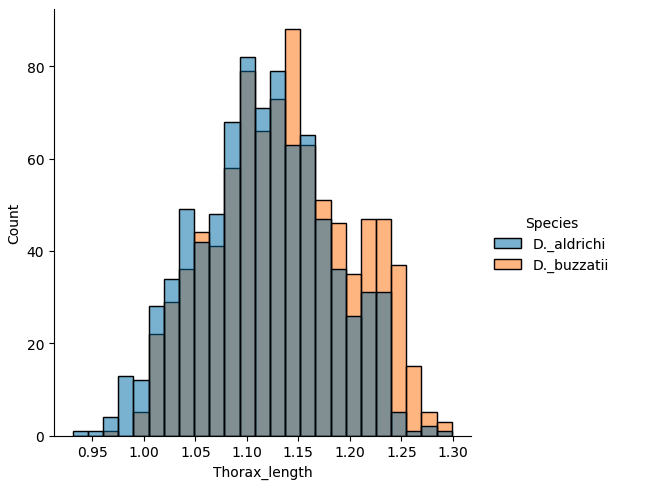 Count
80
60
40
20
0
0.95 1.00 1.05 1.10 1.15 1.20 1.25 1.30
Thorax_length
Species
D._aldrichi
D._buzzatii